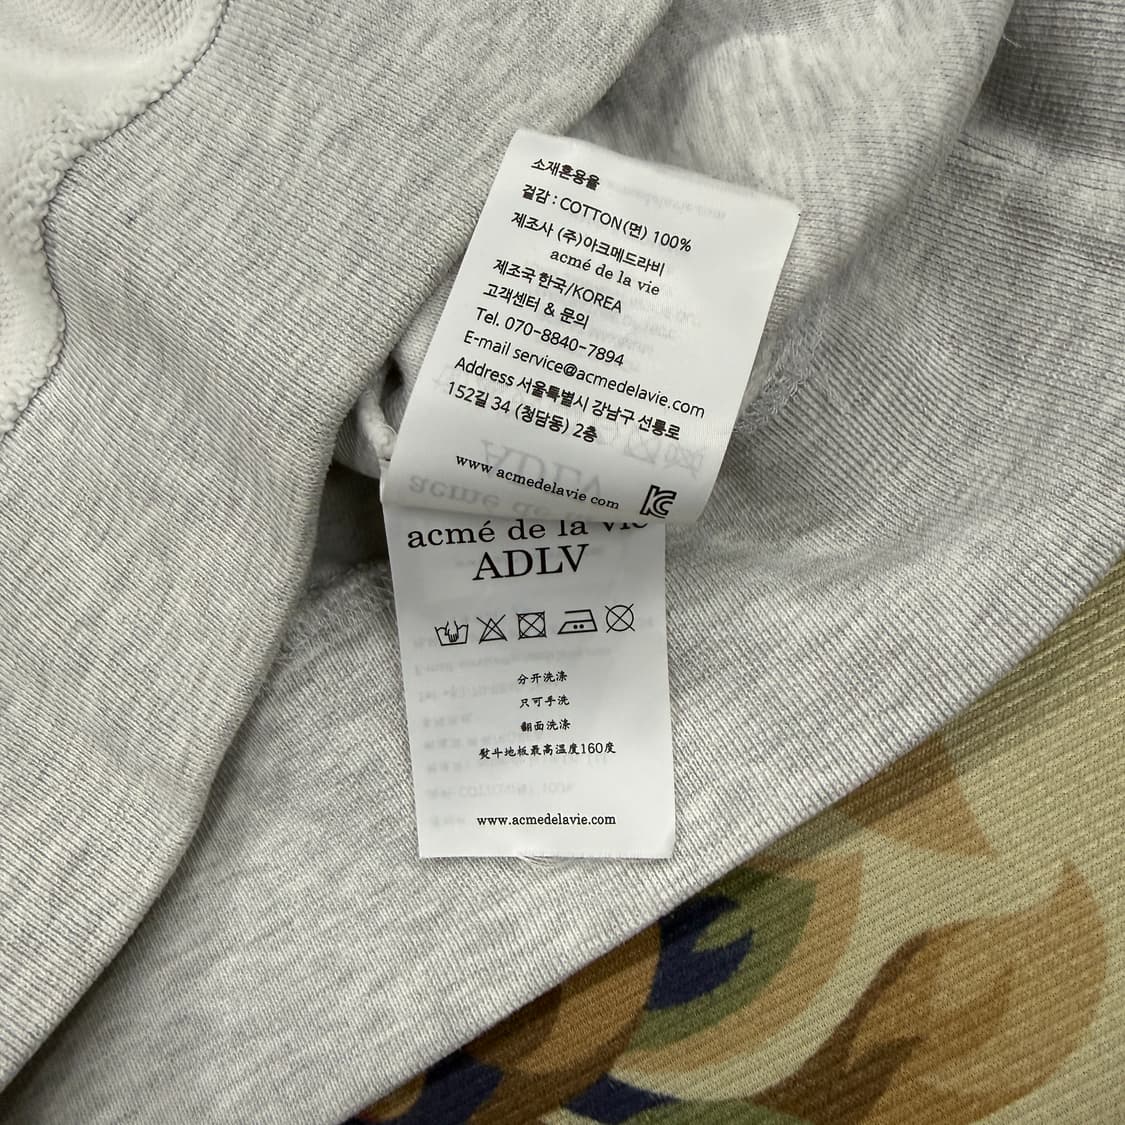 소재혼용율
겉감 : COTTON(면) 100%
제조사 (주)아크메드라비
acmé de la vie
제조국 한국/KOREA
고객센터 & 문의
Tel. 070-8840-7894
E-mail service@acmedelavie.com
Address 서울특별시 강남구 선릉로
152길 34 (청담동) 2층
www acmedelavie com
acmé de la vie
ADLV
分开洗涤
只可手洗
翻面洗涤
熨斗地板最高温度160度
www.acmedelavie.com